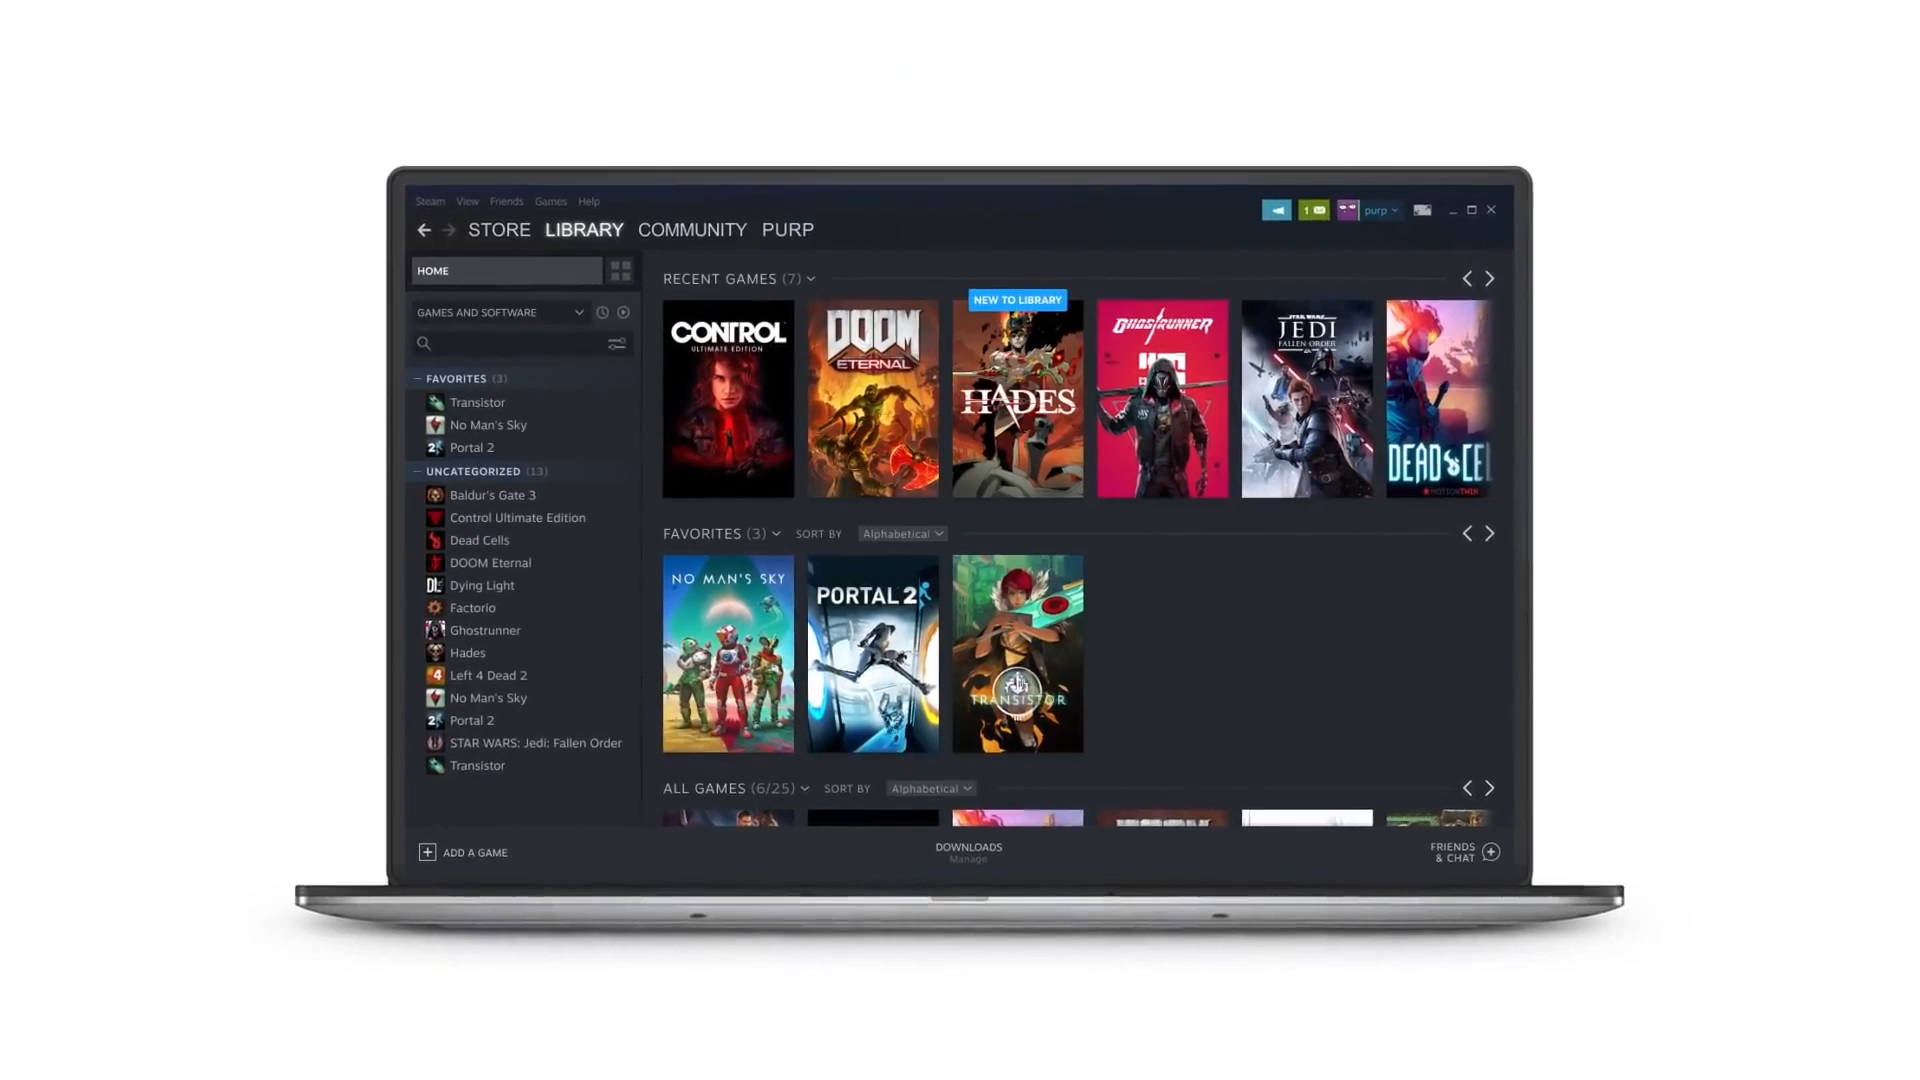 Steam View Friends Games Help
1
purp
STORE LIBRARY COMMUNITY PURP
HOME
GAMES AND SOFTWARE
FAVORITES (3)
Transistor
No Man's Sky
Portal 2
UNCATEGORIZED (13)
Baldur's Gate 3
Control Ultimate Edition
Dead Cells
DOOM Eternal
Dying Light
Factorio
Ghostrunner
Hades
Left 4 Dead 2
No Man's Sky
Portal 2
STAR WARS: Jedi: Fallen Order
Transistor
ADD A GAME
RECENT GAMES (7)
CONTROL
ULTIMATE EDITION
DOOM
ETERNAL
NEW TO LIBRARY
HADES
GHOSTRUNNER
STAR WARS
JEDI
FALLEN ORDER
DEAD CEL
MOTIONTWIN
FAVORITES (3) SORT BY Alphabetical
NO MAN'S SKY
PORTAL 2
TRANSISTOR
ALL GAMES (6/25) SORT BY Alphabetical
DOWNLOADS
Manage
FRIENDS
& CHAT